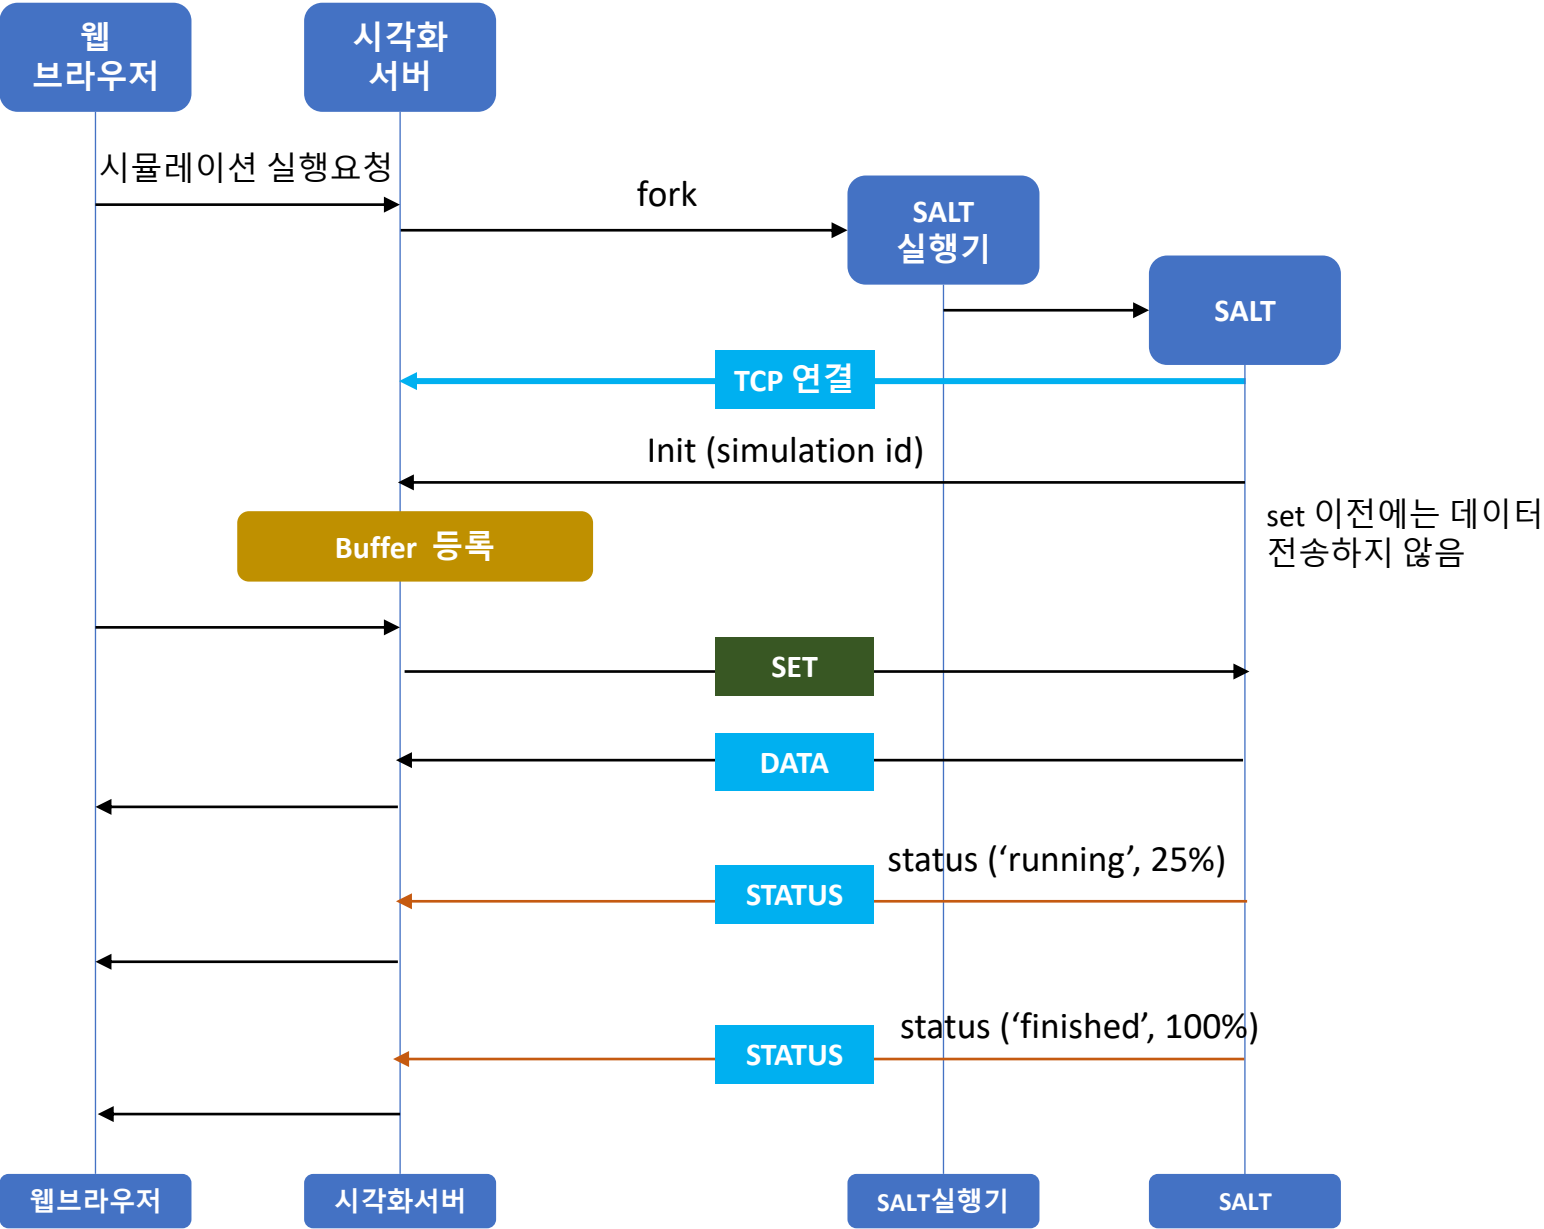 웹
브라우저
시각화
서버
시뮬레이션 실행요청
fork
SALT
실행기
SALT
TCP 연결
Init (simulation id)
set 이전에는 데이터
전송하지 않음
Buffer 등록
SET
DATA
status (‘running’, 25%)
STATUS
status (‘finished’, 100%)
STATUS
웹브라우저
시각화서버
SALT실행기
SALT